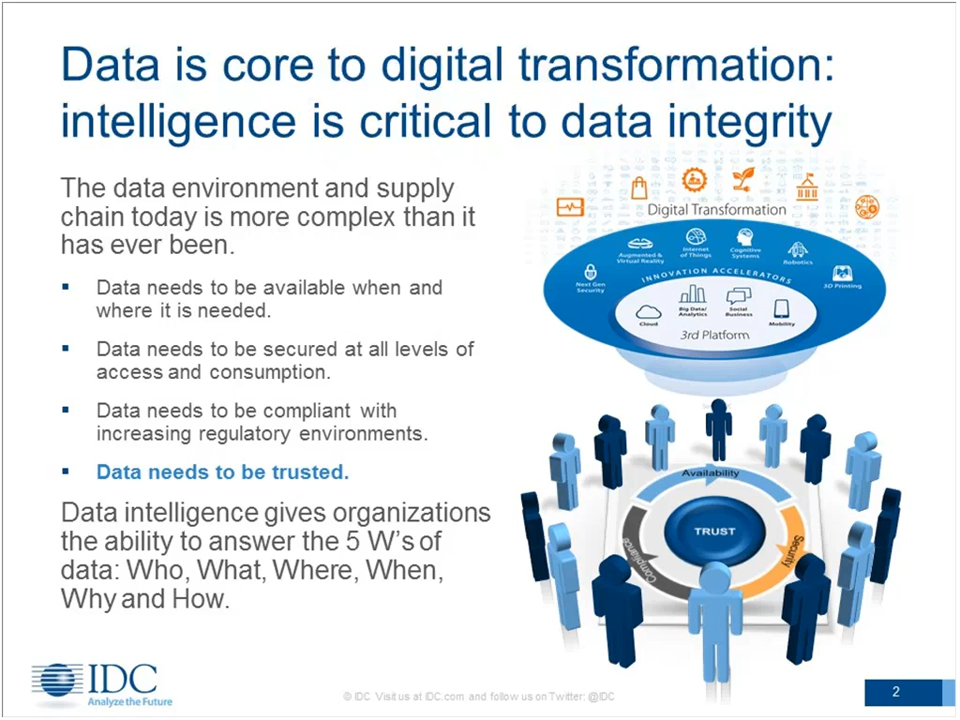 Data is core to digital transformation:
intelligence is critical to data integrity
The data environment and supply
chain today is more complex than it
has ever been.
Data needs to be available when and
where it is needed.
Data needs to be secured at all levels of
access and consumption.
Data needs to be compliant with
increasing regulatory environments.
Data needs to be trusted.
Data intelligence gives organizations
the ability to answer the 5 W's of
data: Who, What, Where, When,
Why and How.
Digital Transformation
Augmented &
Virtual Reality
Internet
of Things
Cognitive
Systems
Robotics
Next Gen
Security
INNOVATION ACCELERATORS
3D Printing
Cloud
Big Data/
Analytics
Social
Business
Mobility
3rd Platform
Availability
TRUST
Compliance
Security
IDC
Analyze the Future
© IDC Visit us at IDC.com and follow us on Twitter: @IDC
2